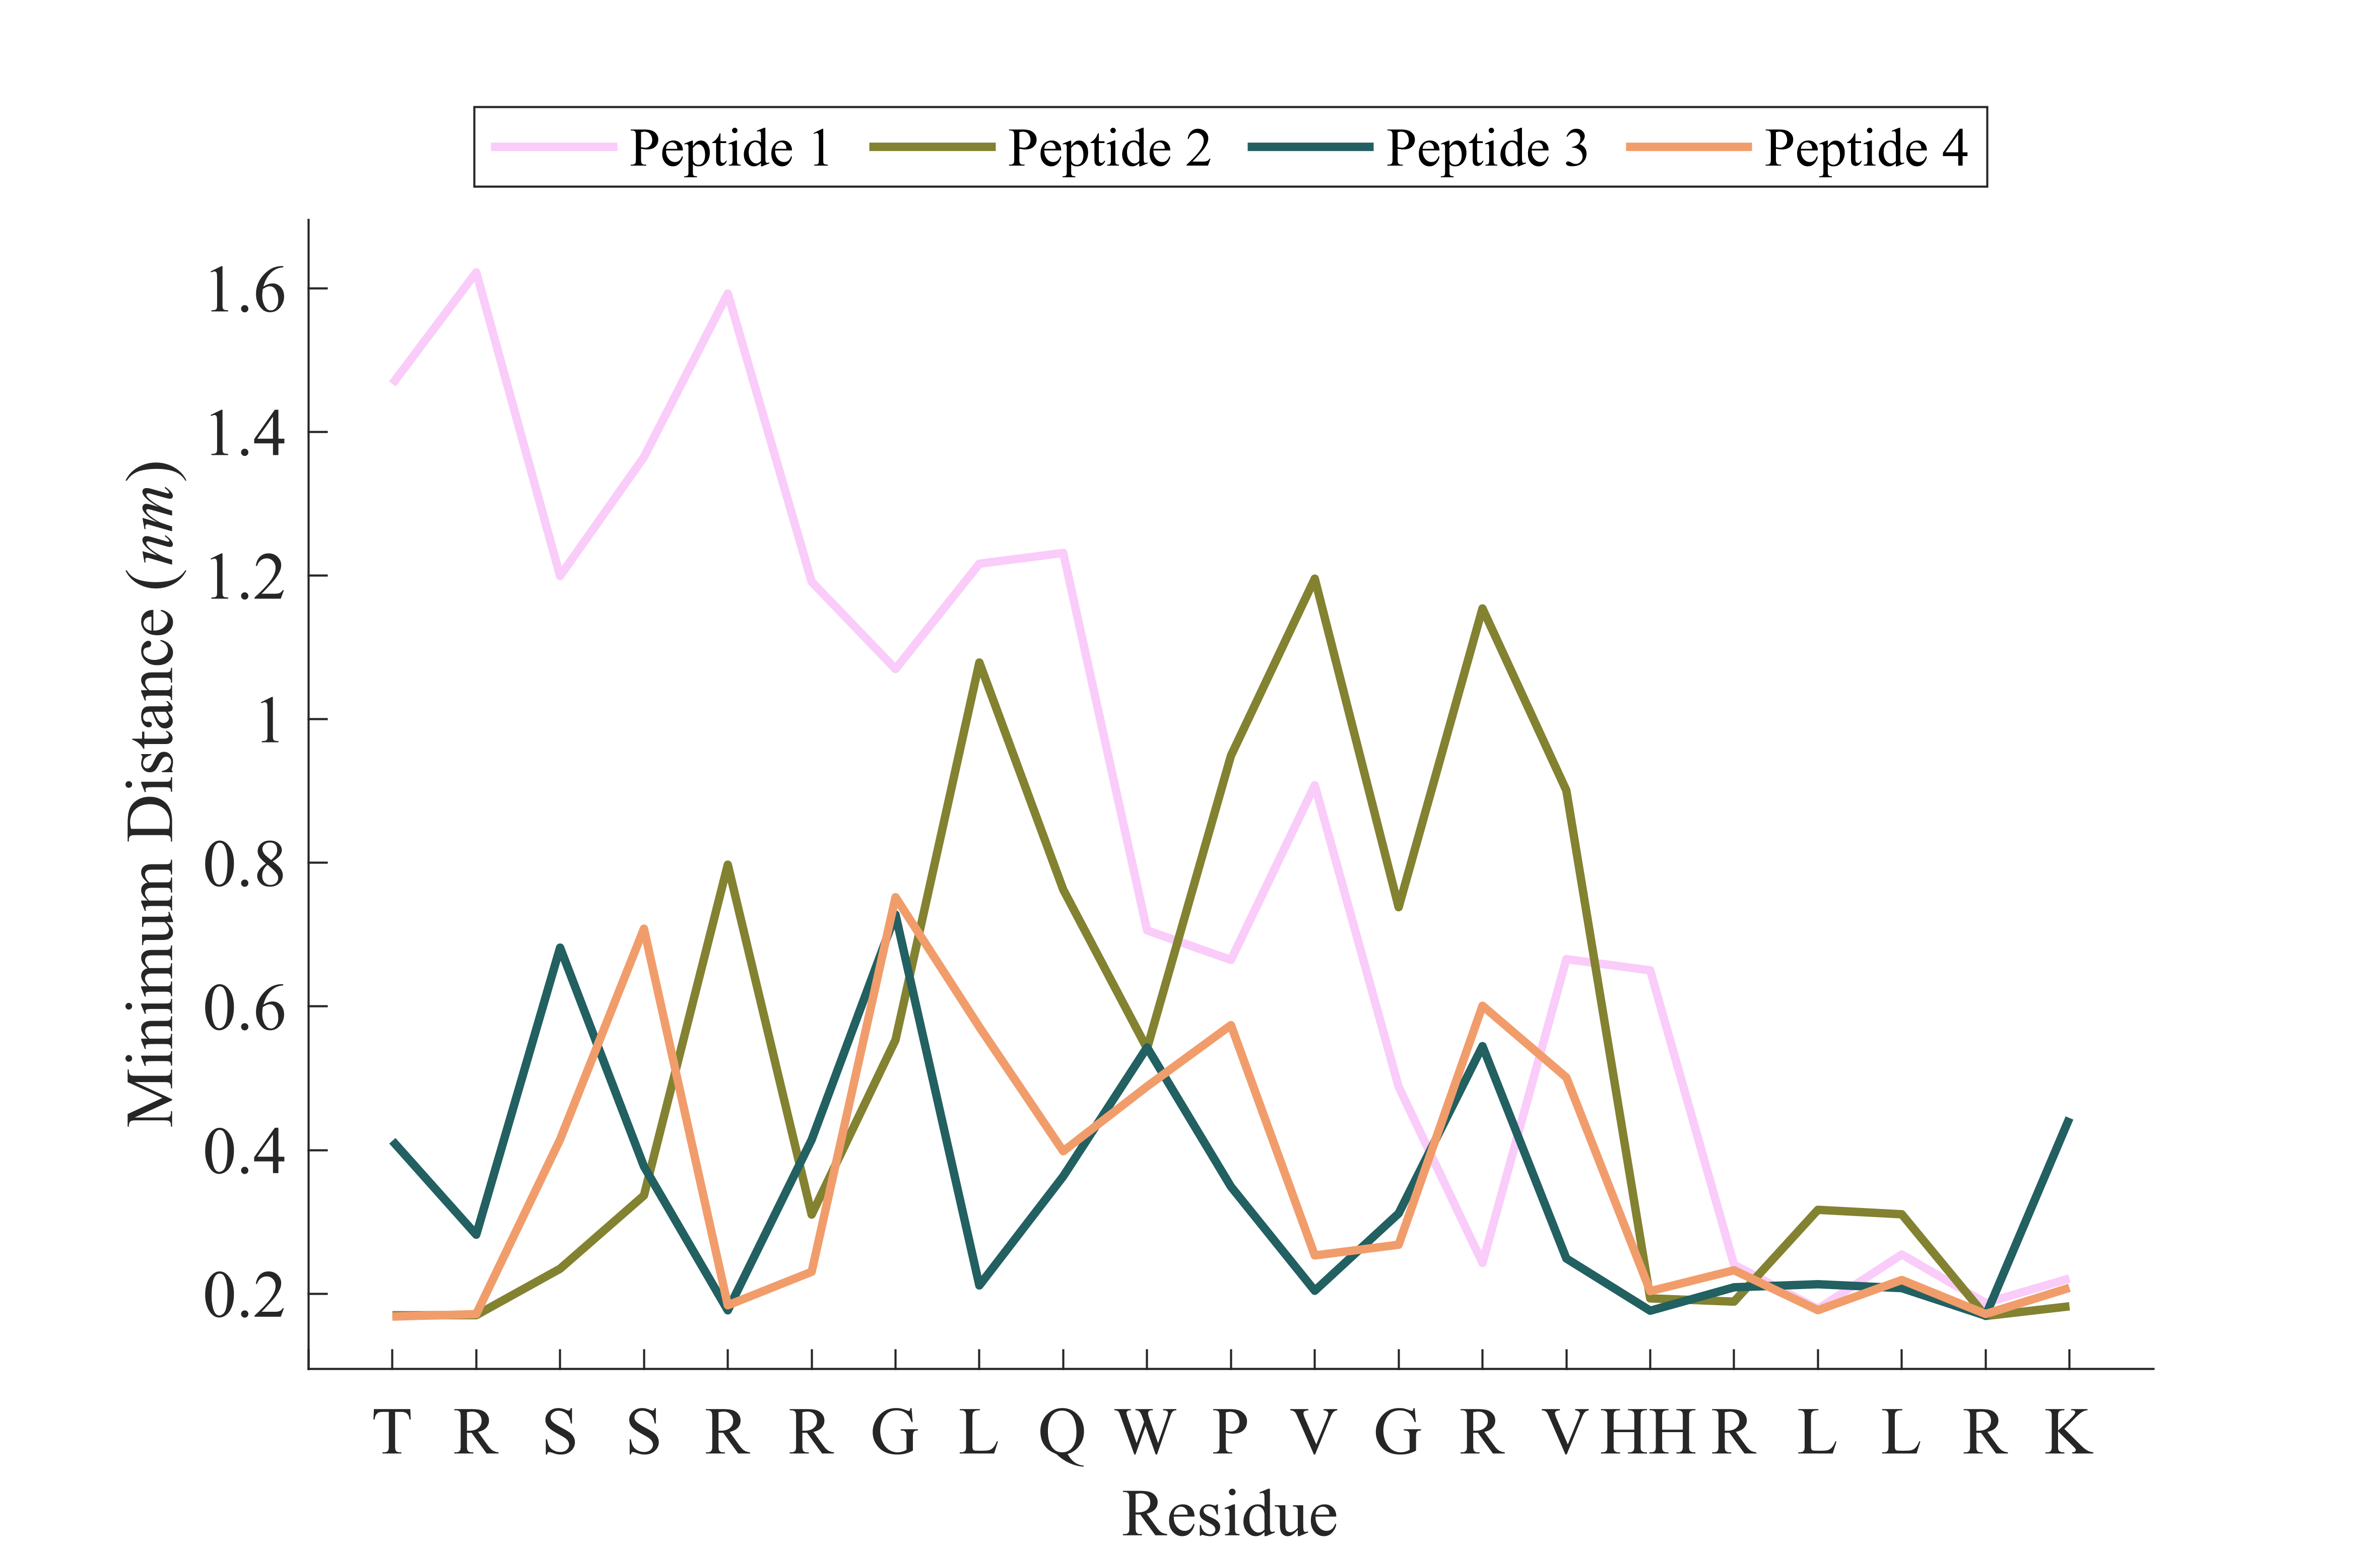 Peptide 1 Peptide 2 Peptide 3 Peptide 4
1.6
1.4
1.2
1
0.8
0.6
0.4
0.2
Minimum Distance (nm)
T R S S R R G L Q W P V G R V HH R L L R K
Residue